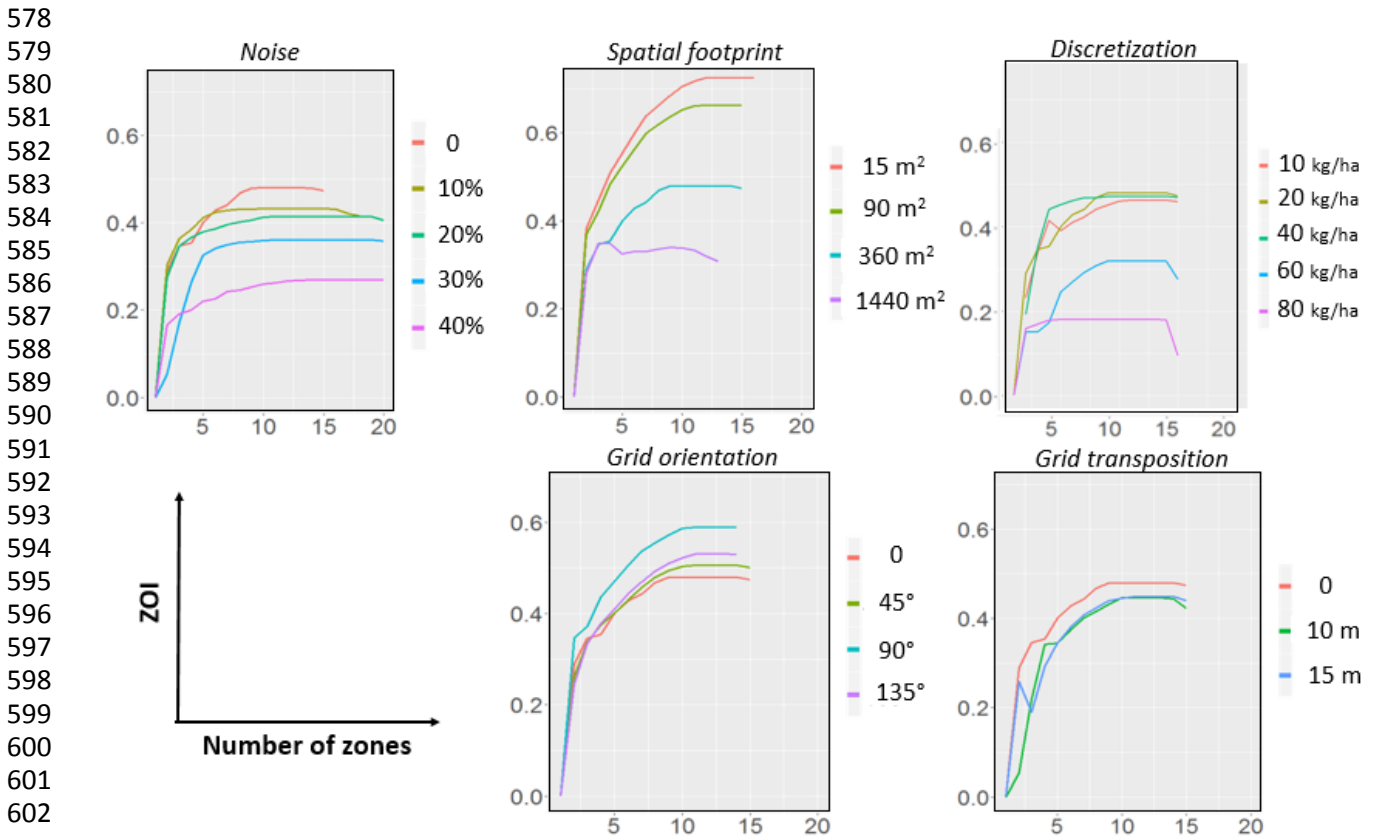 578
579
580
581
582
583
584
585
586
587
588
589
590
591
592
593
594
595
596
597
598
599
600
601
602
Noise
0.6
0.4
0.2
0.0
5 10 15 20
0
10%
20%
30%
40%
Spatial footprint
0.6
0.4
0.2
0.0
5 10 15 20
15 m²
90 m²
360 m²
1440 m²
Discretization
0.6
0.4
0.2
0.0
5 10 15 20
10 kg/ha
20 kg/ha
40 kg/ha
60 kg/ha
80 kg/ha
ZOI
Number of zones
Grid orientation
0.6
0.4
0.2
0.0
5 10 15 20
0
45°
90°
135°
Grid transposition
0.6
0.4
0.2
0.0
5 10 15 20
0
10 m
15 m